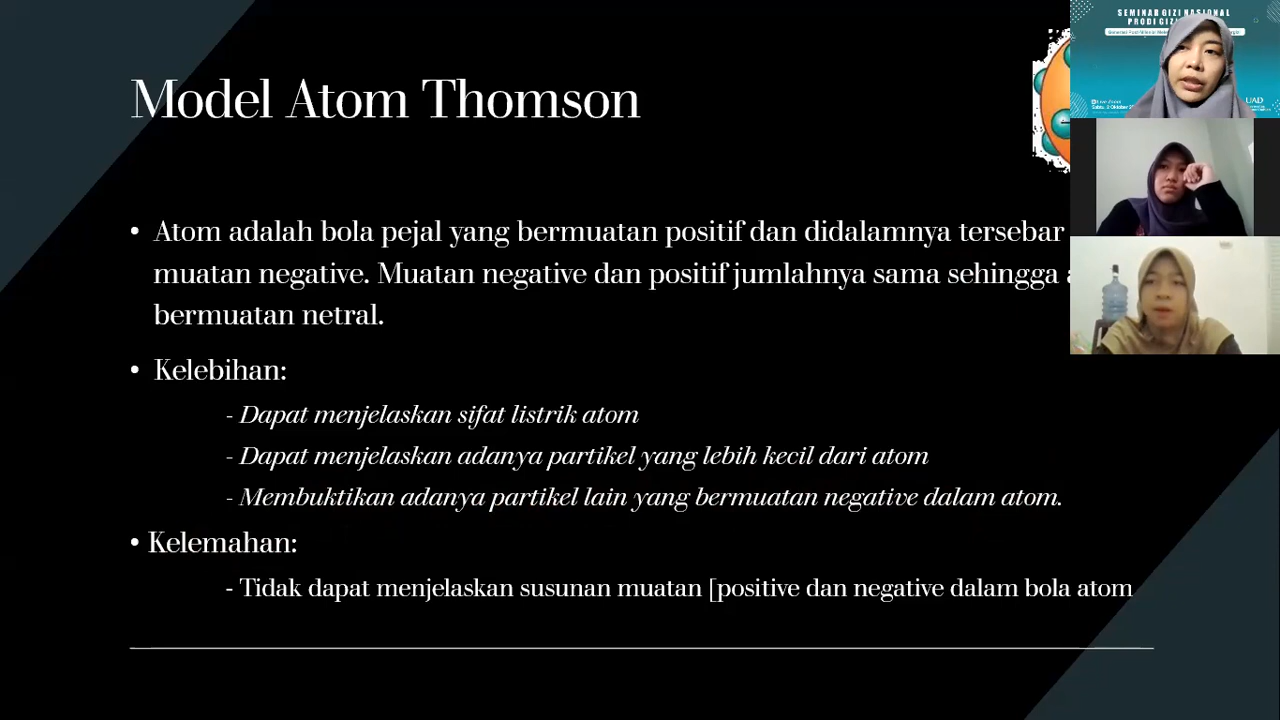 Model Atom Thomson
• Atom adalah bola pejal yang bermuatan positif dan didalamnya tersebar
muatan negative. Muatan negative dan positif jumlahnya sama sehingga
bermuatan netral.
• Kelebihan:
- Dapat menjelaskan sifat listrik atom
- Dapat menjelaskan adanya partikel yang lebih kecil dari atom
- Membuktikan adanya partikel lain yang bermuatan negative dalam atom.
• Kelemahan:
- Tidak dapat menjelaskan susunan muatan [positive dan negative dalam bola atom
SEMINAR GIZI NASIONAL
PRODI GIZI
UAD